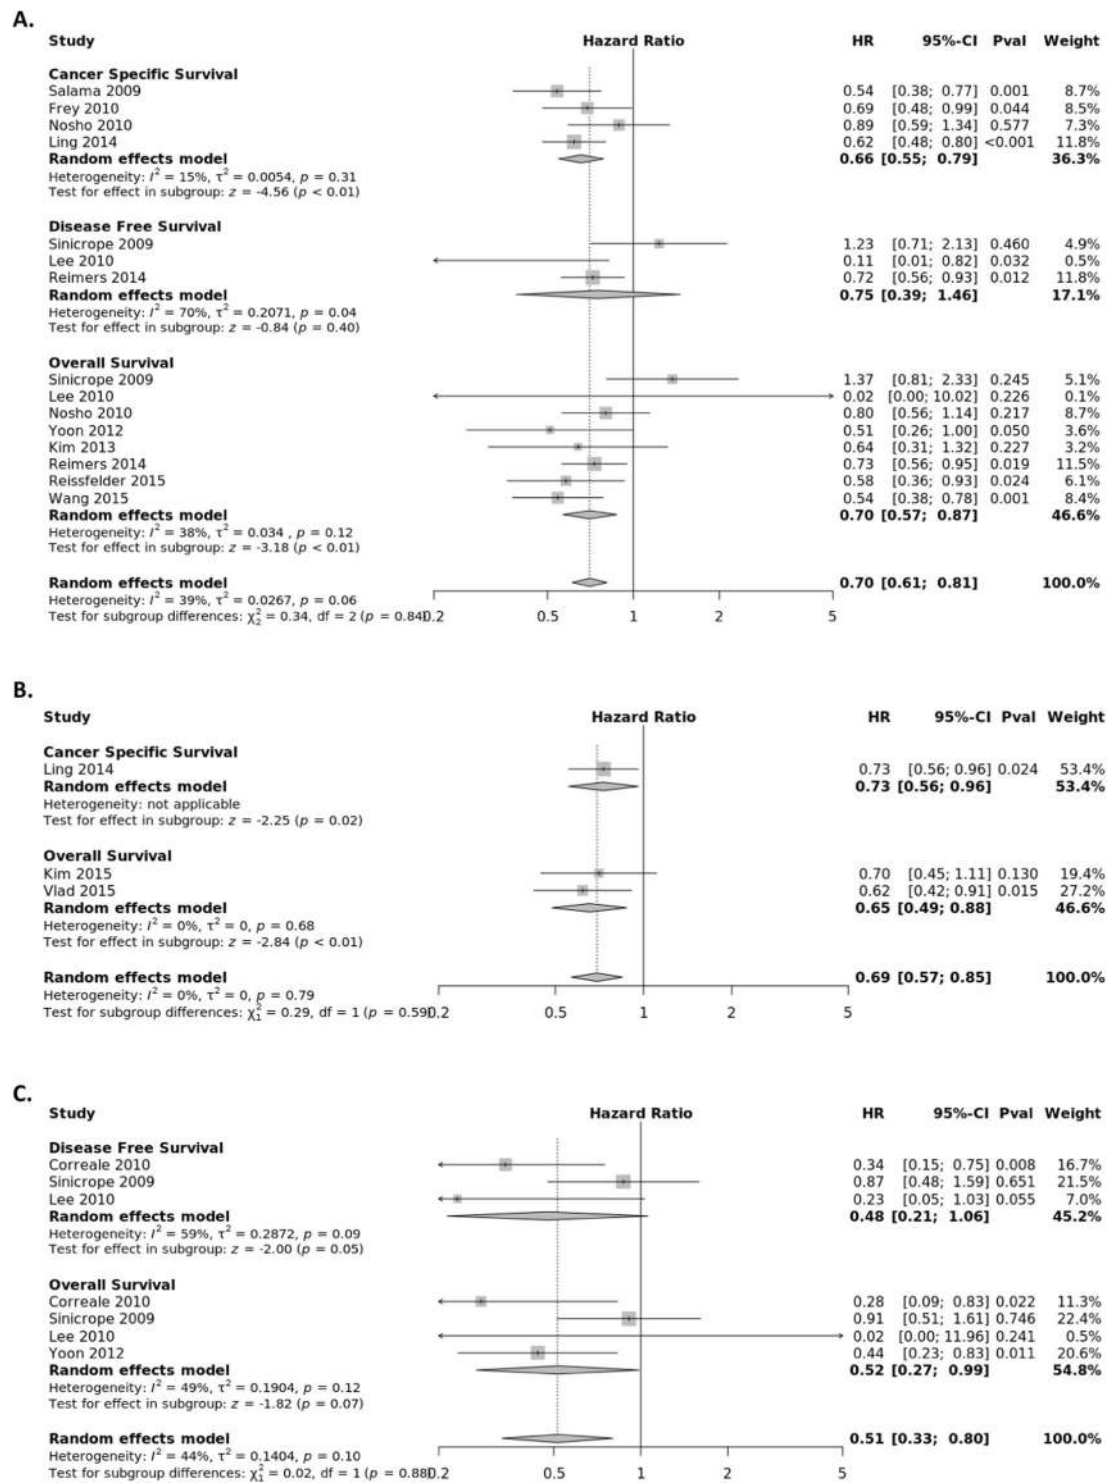 A.
Study Hazard Ratio HR 95%-CI Pval Weight
Cancer Specific Survival
Salama 2009 0.54 [0.38; 0.77] 0.001 8.7%
Frey 2010 0.69 [0.48; 0.99] 0.044 8.5%
Nosho 2010 0.89 [0.59; 1.34] 0.577 7.3%
Ling 2014 0.62 [0.48; 0.80] <0.001 11.8%
Random effects model 0.66 [0.55; 0.79] 36.3%
Heterogeneity: I² = 15%, τ² = 0.0054, p = 0.31
Test for effect in subgroup: z = -4.56 (p < 0.01)
Disease Free Survival
Sinicrope 2009 1.23 [0.71; 2.13] 0.460 4.9%
Lee 2010 0.11 [0.01; 0.82] 0.032 0.5%
Reimers 2014 0.72 [0.56; 0.93] 0.012 11.8%
Random effects model 0.75 [0.39; 1.46] 17.1%
Heterogeneity: I² = 70%, τ² = 0.2071, p = 0.04
Test for effect in subgroup: z = -0.84 (p = 0.40)
Overall Survival
Sinicrope 2009 1.37 [0.81; 2.33] 0.245 5.1%
Lee 2010 0.02 [0.00; 10.02] 0.226 0.1%
Nosho 2010 0.80 [0.56; 1.14] 0.217 8.7%
Yoon 2012 0.51 [0.26; 1.00] 0.050 3.6%
Kim 2013 0.64 [0.31; 1.32] 0.227 3.2%
Reimers 2014 0.73 [0.56; 0.95] 0.019 11.5%
Reissfelder 2015 0.58 [0.36; 0.93] 0.024 6.1%
Wang 2015 0.54 [0.38; 0.78] 0.001 8.4%
Random effects model 0.70 [0.57; 0.87] 46.6%
Heterogeneity: I² = 38%, τ² = 0.034 , p = 0.12
Test for effect in subgroup: z = -3.18 (p < 0.01)
Random effects model 0.70 [0.61; 0.81] 100.0%
Heterogeneity: I² = 39%, τ² = 0.0267, p = 0.06
Test for subgroup differences: χ²₂ = 0.34, df = 2 (p = 0.84) 0.2 0.5 1 2 5
B.
Study Hazard Ratio HR 95%-CI Pval Weight
Cancer Specific Survival
Ling 2014 0.73 [0.56; 0.96] 0.024 53.4%
Random effects model 0.73 [0.56; 0.96] 53.4%
Heterogeneity: not applicable
Test for effect in subgroup: z = -2.25 (p = 0.02)
Overall Survival
Kim 2015 0.70 [0.45; 1.11] 0.130 19.4%
Vlad 2015 0.62 [0.42; 0.91] 0.015 27.2%
Random effects model 0.65 [0.49; 0.88] 46.6%
Heterogeneity: I² = 0%, τ² = 0, p = 0.68
Test for effect in subgroup: z = -2.84 (p < 0.01)
Random effects model 0.69 [0.57; 0.85] 100.0%
Heterogeneity: I² = 0%, τ² = 0, p = 0.79
Test for subgroup differences: χ²₁ = 0.29, df = 1 (p = 0.59) 0.2 0.5 1 2 5
C.
Study Hazard Ratio HR 95%-CI Pval Weight
Disease Free Survival
Correale 2010 0.34 [0.15; 0.75] 0.008 16.7%
Sinicrope 2009 0.87 [0.48; 1.59] 0.651 21.5%
Lee 2010 0.23 [0.05; 1.03] 0.055 7.0%
Random effects model 0.48 [0.21; 1.06] 45.2%
Heterogeneity: I² = 59%, τ² = 0.2872, p = 0.09
Test for effect in subgroup: z = -2.00 (p = 0.05)
Overall Survival
Correale 2010 0.28 [0.09; 0.83] 0.022 11.3%
Sinicrope 2009 0.91 [0.51; 1.61] 0.746 22.4%
Lee 2010 0.02 [0.00; 11.96] 0.241 0.5%
Yoon 2012 0.44 [0.23; 0.83] 0.011 20.6%
Random effects model 0.52 [0.27; 0.99] 54.8%
Heterogeneity: I² = 49%, τ² = 0.1904, p = 0.12
Test for effect in subgroup: z = -1.82 (p = 0.07)
Random effects model 0.51 [0.33; 0.80] 100.0%
Heterogeneity: I² = 44%, τ² = 0.1404, p = 0.10
Test for subgroup differences: χ²₁ = 0.02, df = 1 (p = 0.88) 0.2 0.5 1 2 5